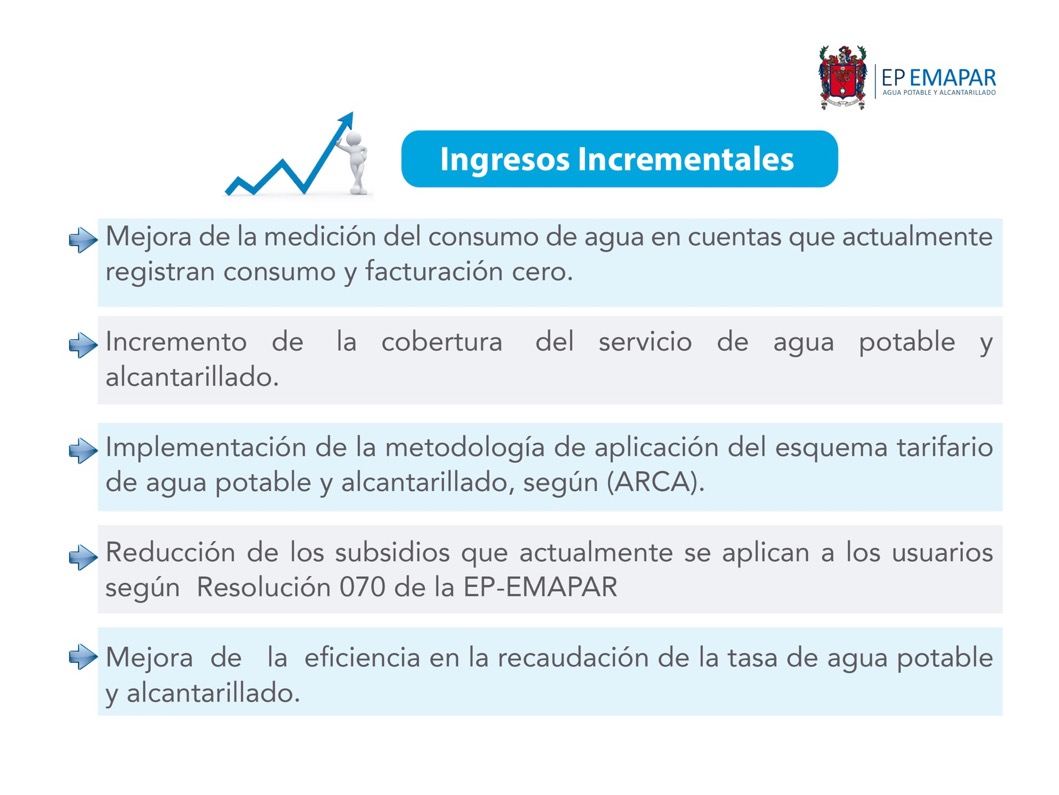 EP EMAPAR
AGUA POTABLE Y ALCANTARILLADO
Ingresos Incrementales
Mejora de la medición del consumo de agua en cuentas que actualmente
registran consumo y facturación cero.
Incremento de la cobertura del servicio de agua potable y
alcantarillado.
Implementación de la metodología de aplicación del esquema tarifario
de agua potable y alcantarillado, según (ARCA).
Reducción de los subsidios que actualmente se aplican a los usuarios
según Resolución 070 de la EP-EMAPAR
Mejora de la eficiencia en la recaudación de la tasa de agua potable
y alcantarillado.